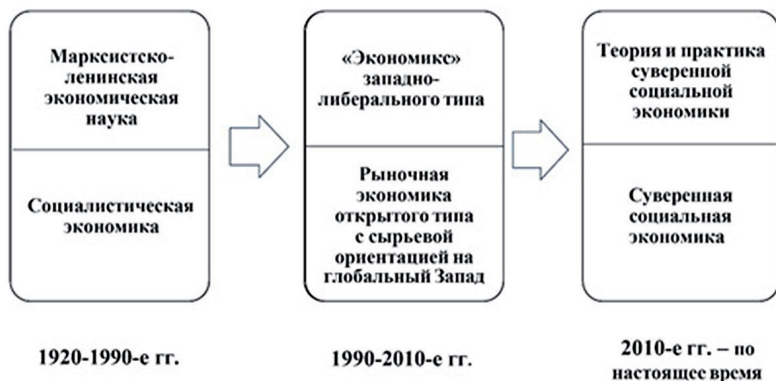 Марксистско-
ленинская
экономическая
наука
Социалистическая
экономика
«Экономикс»
западно-
либерального типа
Рыночная
экономика
открытого типа
с сырьевой
ориентацией на
глобальный Запад
Теория и практика
суверенной
социальной
экономики
Суверенная
социальная
экономика
1920-1990-е гг.
1990-2010-е гг.
2010-е гг. – по
настоящее время